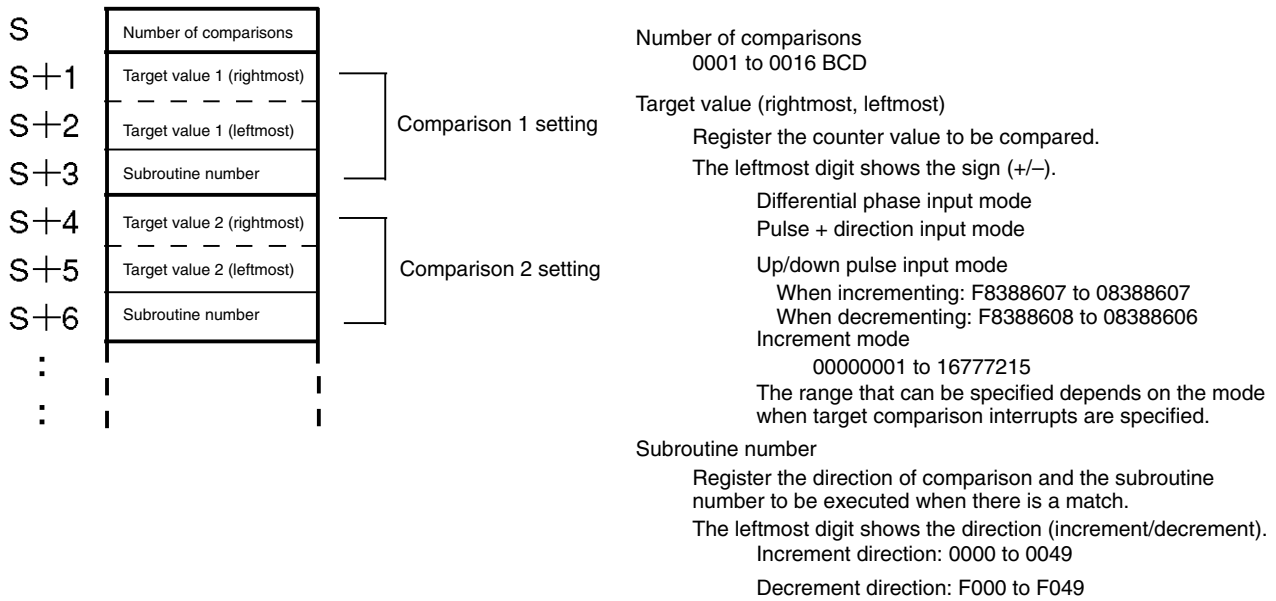 S
Number of comparisons
S+1
Target value 1 (rightmost)
S+2
Target value 1 (leftmost)
S+3
Subroutine number
Comparison 1 setting
S+4
Target value 2 (rightmost)
S+5
Target value 2 (leftmost)
S+6
Subroutine number
Comparison 2 setting
:
:
Number of comparisons
0001 to 0016 BCD
Target value (rightmost, leftmost)
Register the counter value to be compared.
The leftmost digit shows the sign (+/–).
Differential phase input mode
Pulse + direction input mode
Up/down pulse input mode
When incrementing: F8388607 to 08388607
When decrementing: F8388608 to 08388606
Increment mode
00000001 to 16777215
The range that can be specified depends on the mode
when target comparison interrupts are specified.
Subroutine number
Register the direction of comparison and the subroutine
number to be executed when there is a match.
The leftmost digit shows the direction (increment/decrement).
Increment direction: 0000 to 0049
Decrement direction: F000 to F049